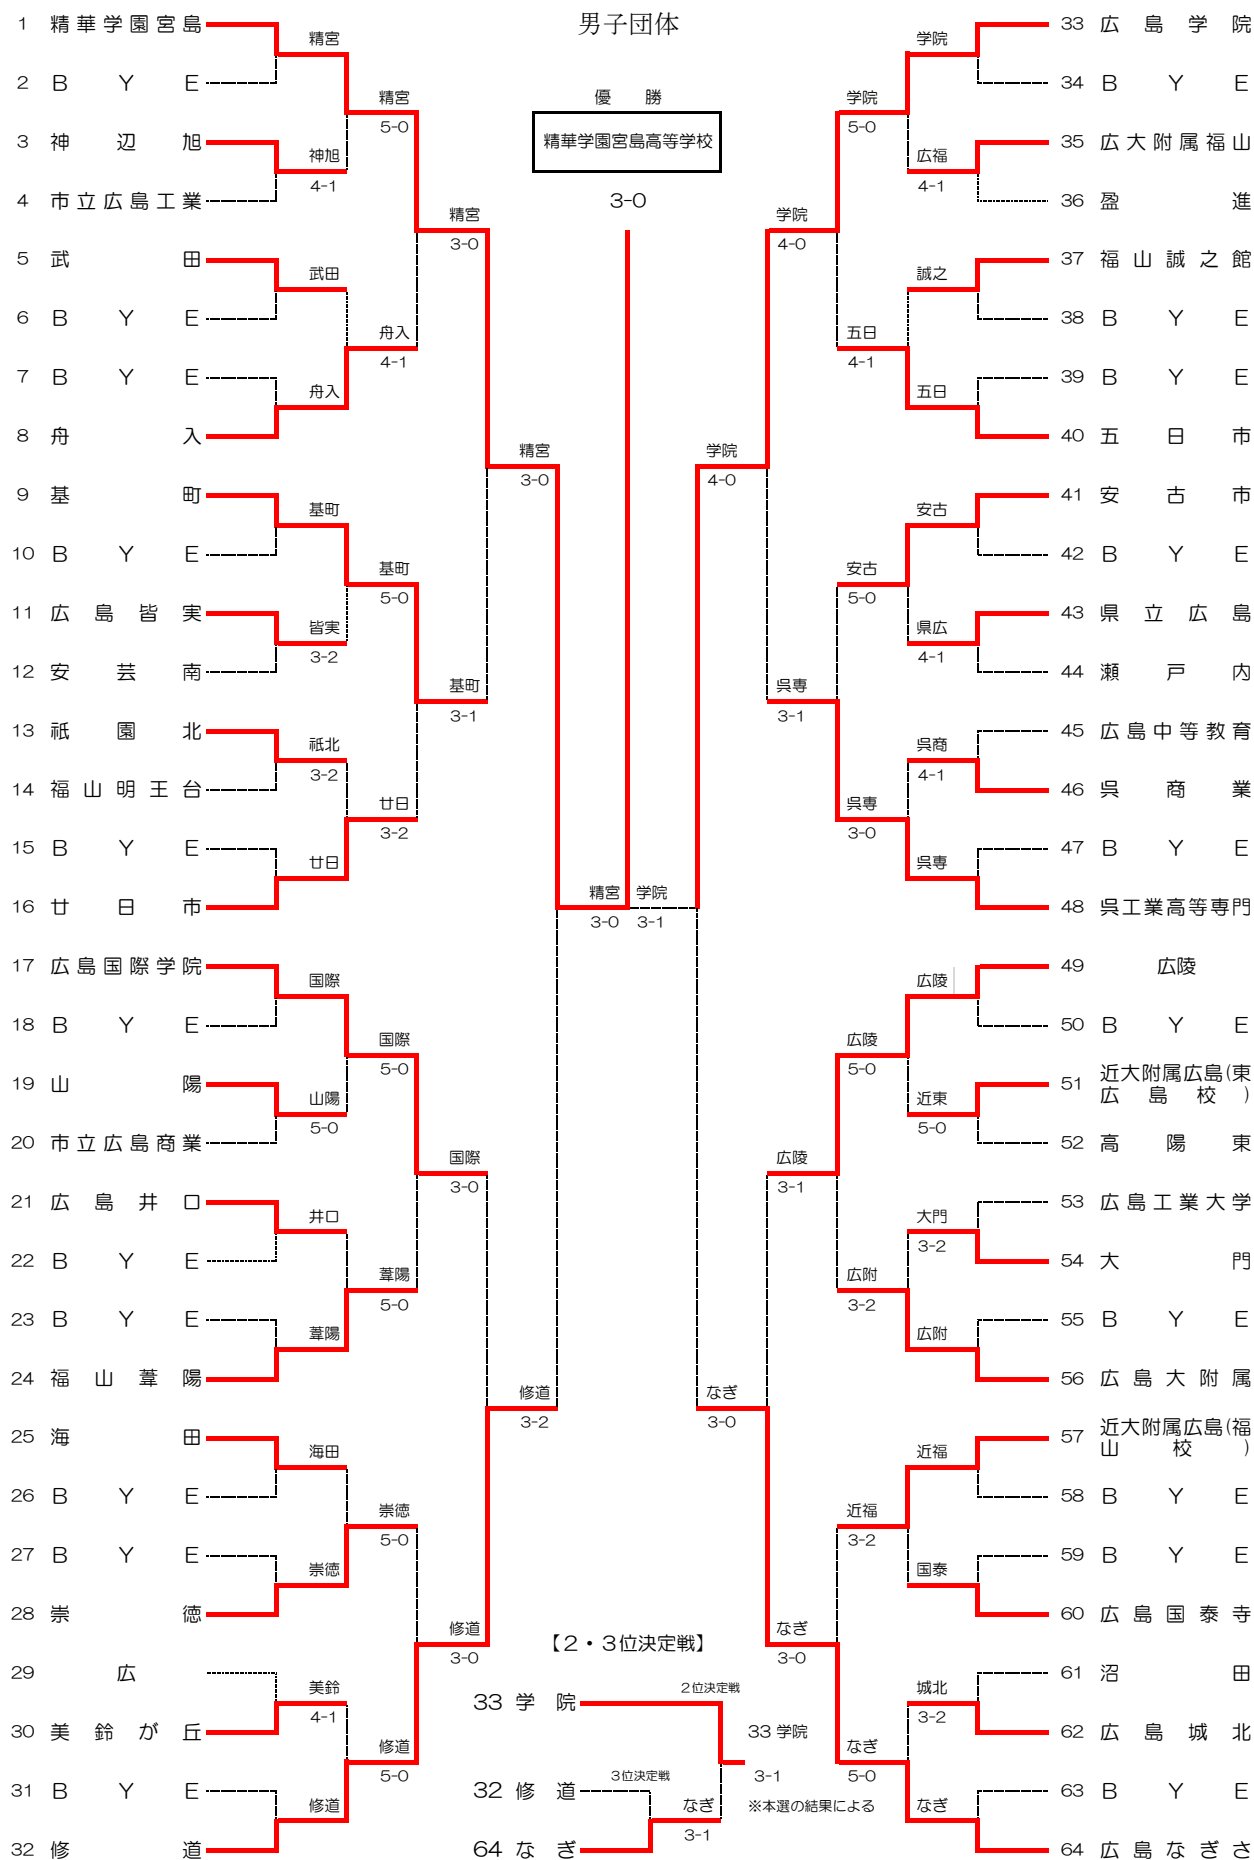 男子団体
優　勝
精華学園宮島高等学校
3-0
1 精華学園宮島
2 BYE
3 神辺旭
4 市立広島工業
5 武田
6 BYE
7 BYE
8 舟入
9 基町
10 BYE
11 広島皆実
12 安芸南
13 祇園北
14 福山明王台
15 BYE
16 廿日市
17 広島国際学院
18 BYE
19 山陽
20 市立広島商業
21 広島井口
22 BYE
23 BYE
24 福山葦陽
25 海田
26 BYE
27 BYE
28 崇徳
29 広
30 美鈴が丘
31 BYE
32 修道
精宮
神旭
4-1
武田
舟入
基町
皆実
3-2
祇北
3-2
廿日
国際
山陽
5-0
井口
葦陽
海田
崇徳
美鈴
4-1
修道
精宮
5-0
舟入
4-1
基町
5-0
廿日
3-2
国際
5-0
葦陽
5-0
崇徳
5-0
修道
5-0
精宮
3-0
基町
3-1
国際
3-0
修道
3-0
精宮
3-0
修道
3-2
精宮
3-0
学院
3-1
学院
4-0
なぎ
3-0
学院
4-0
呉専
3-1
広陵
3-1
なぎ
3-0
学院
5-0
五日
4-1
安古
5-0
呉専
3-0
広陵
5-0
広附
3-2
近福
3-2
なぎ
5-0
学院
広福
4-1
誠之
五日
安古
県広
4-1
呉商
4-1
呉専
広陵
近東
5-0
大門
3-2
広附
近福
国泰
城北
3-2
なぎ
33 広島学院
34 BYE
35 広大附属福山
36 盈進
37 福山誠之館
38 BYE
39 BYE
40 五日市
41 安古市
42 BYE
43 県立広島
44 瀬戸内
45 広島中等教育
46 呉商業
47 BYE
48 呉工業高等専門
49 広陵
50 BYE
51 近大附属広島(東
広島校)
52 高陽東
53 広島工業大学
54 大門
55 BYE
56 広島大附属
57 近大附属広島(福
山校)
58 BYE
59 BYE
60 広島国泰寺
61 沼田
62 広島城北
63 BYE
64 広島なぎさ
【２・３位決定戦】
33 学院
2位決定戦
33 学院
3-1
※本選の結果による
32 修道
3位決定戦
なぎ
3-1
64 なぎ